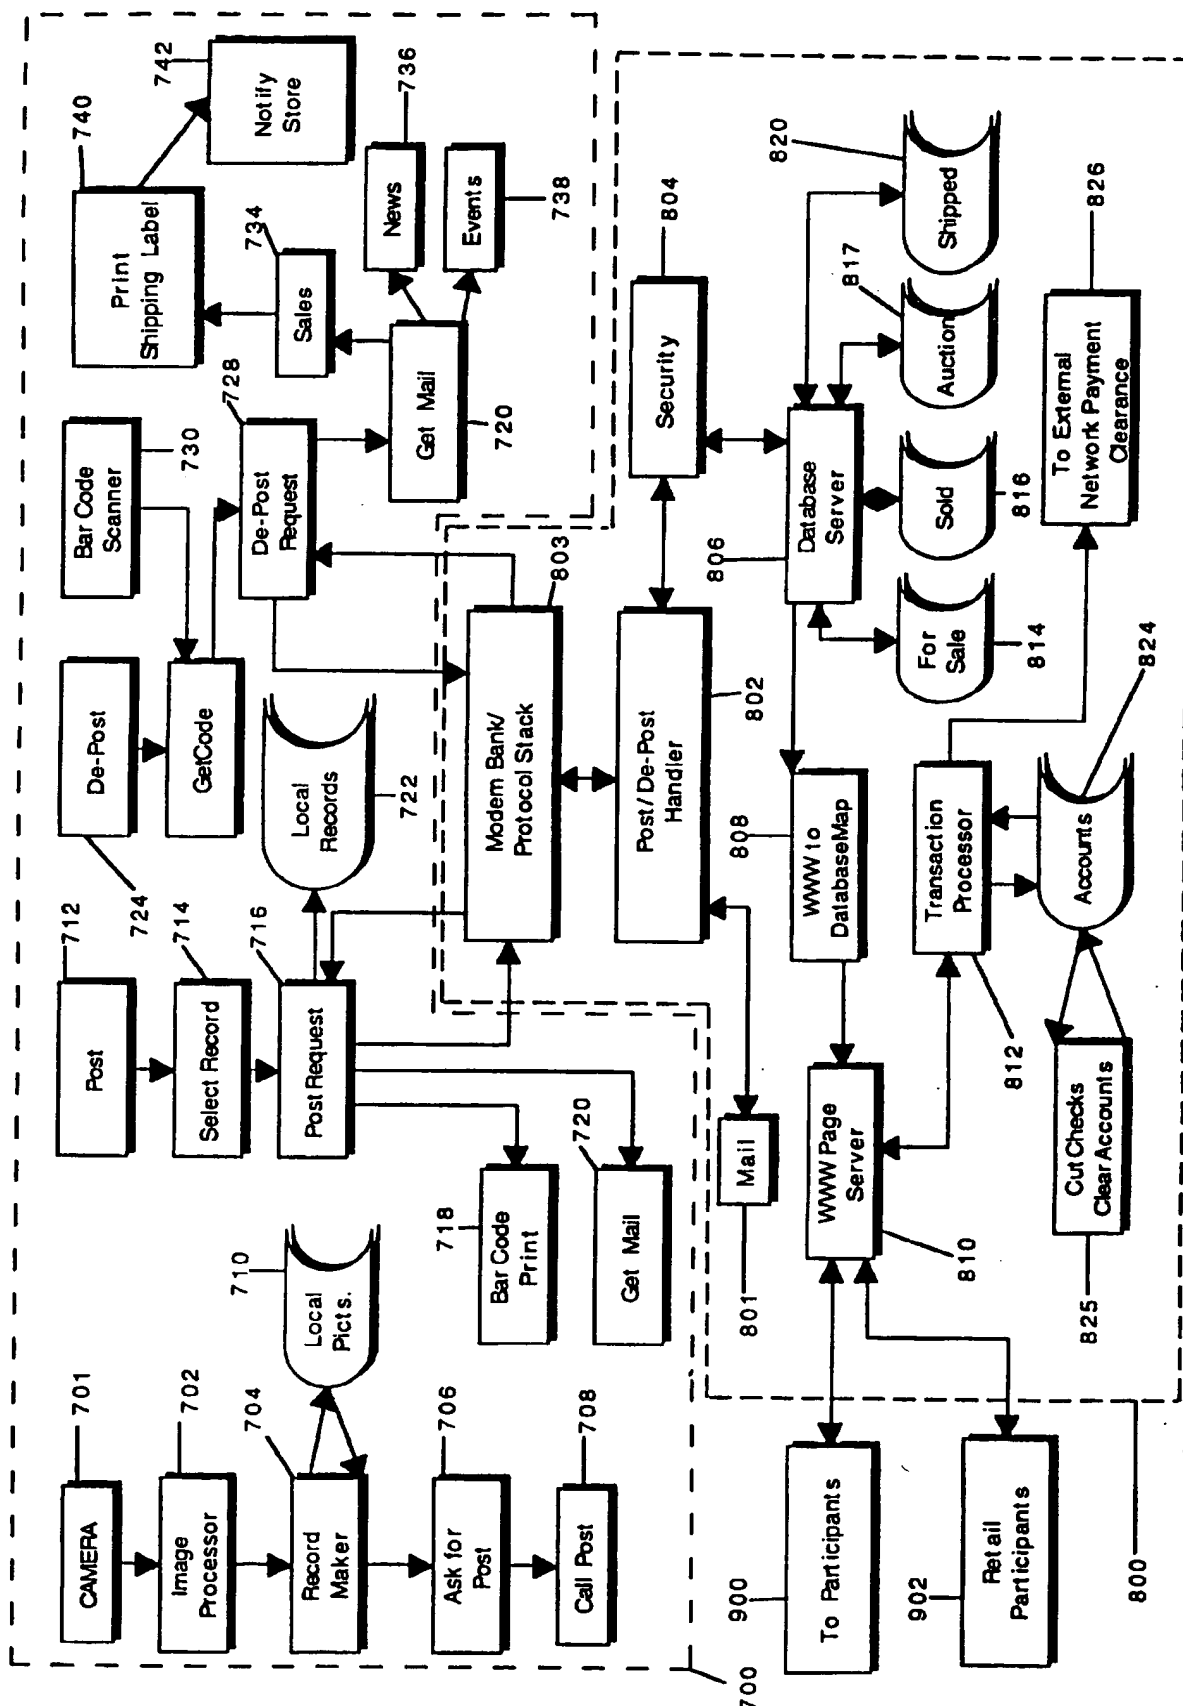 CAMERA
701
Image
Processor
702
Record
Maker
704
Ask for
Post
706
Call Post
708
Local
Picts.
710
Post
712
Select Record
714
Post Request
716
Bar Code
Print
718
Get Mail
720
Local
Records
722
De-Post
724
GetCode
Bar Code
Scanner
730
De-Post
Request
728
Get Mail
720
Sales
734
News
736
Events
738
Print
Shipping Label
740
Notify
Store
742
700
Modem Bank/
Protocol Stack
803
Post/De-Post
Handler
802
Security
804
Mail
801
Database
Server
806
WWW to
DatabaseMap
808
WWW Page
Server
810
For
Sale
814
Sold
816
Auction
817
Shipped
820
Transaction
Processor
812
Accounts
824
Cut Checks
Clear Accounts
825
To External
Network Payment
Clearance
826
To Participants
900
Retail
Participants
902
800